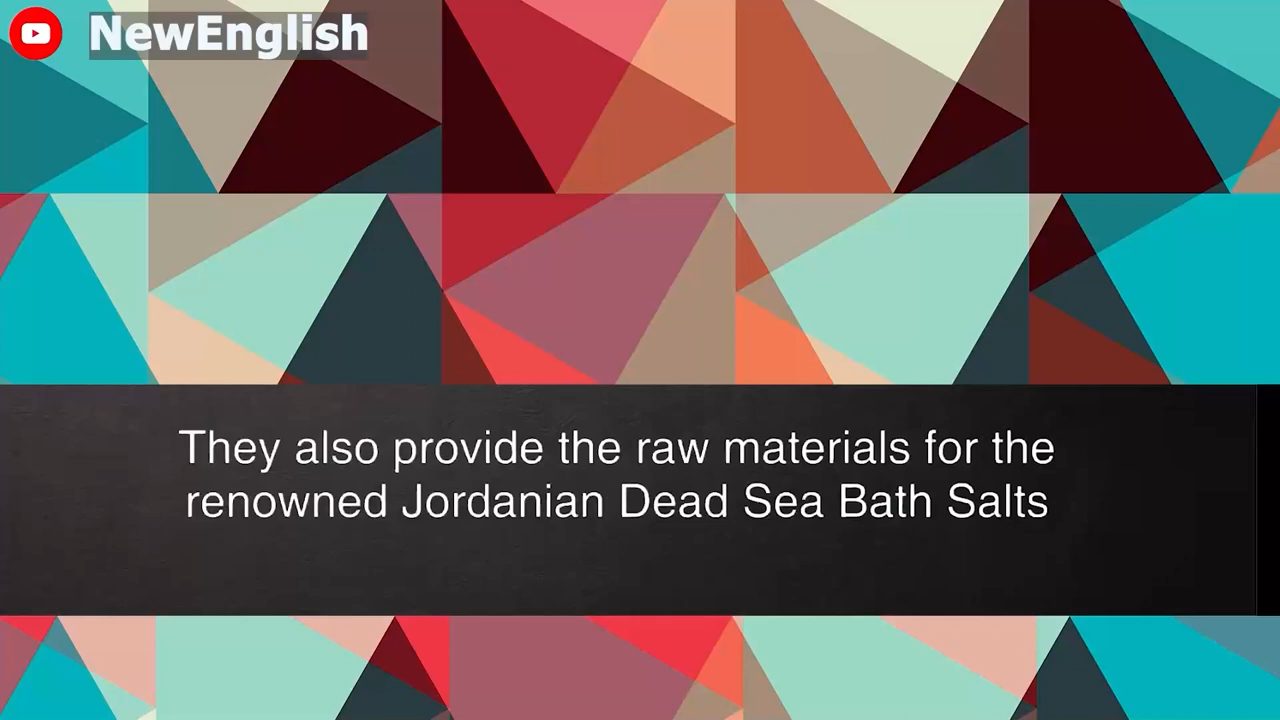 NewEnglish
They also provide the raw materials for the
renowned Jordanian Dead Sea Bath Salts